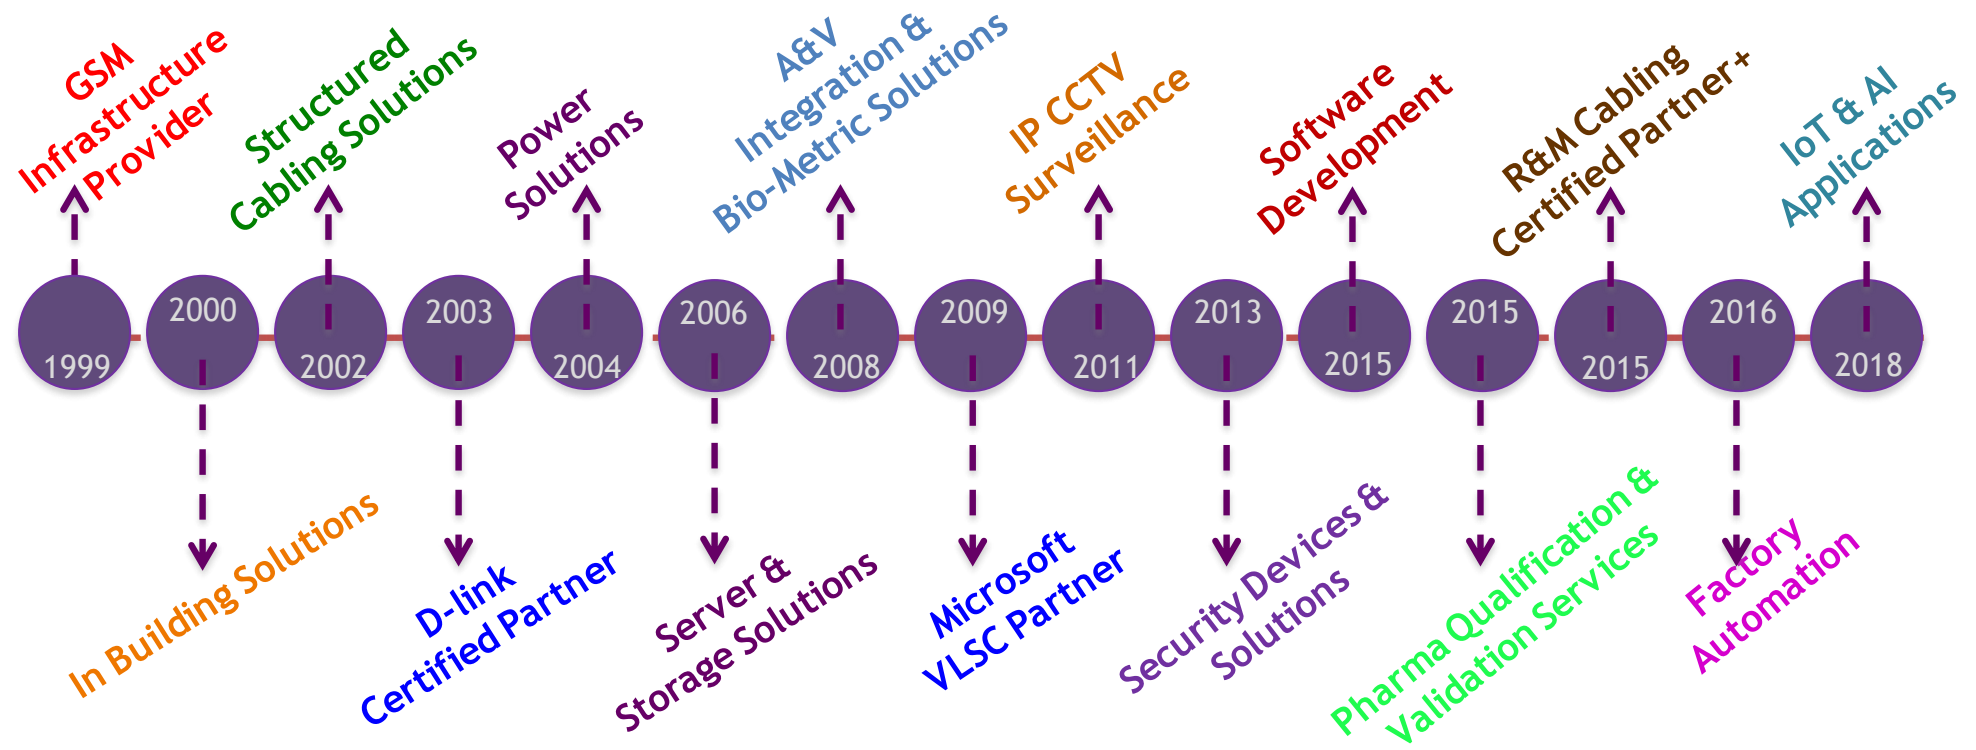 GSM
Infrastructure
Provider
1999
2000
In Building Solutions
Structured
Cabling Solutions
2002
2003
D-link
Certified Partner
Power
Solutions
2004
2006
Server &
Storage Solutions
A&V
Integration &
Bio-Metric Solutions
2008
2009
Microsoft
VLSC Partner
IP CCTV
Surveillance
2011
2013
Security Devices &
Solutions
Software
Development
2015
2015
Pharma Qualification &
Validation Services
R&M Cabling
Certified Partner+
2015
2016
Factory
Automation
IoT & AI
Applications
2018